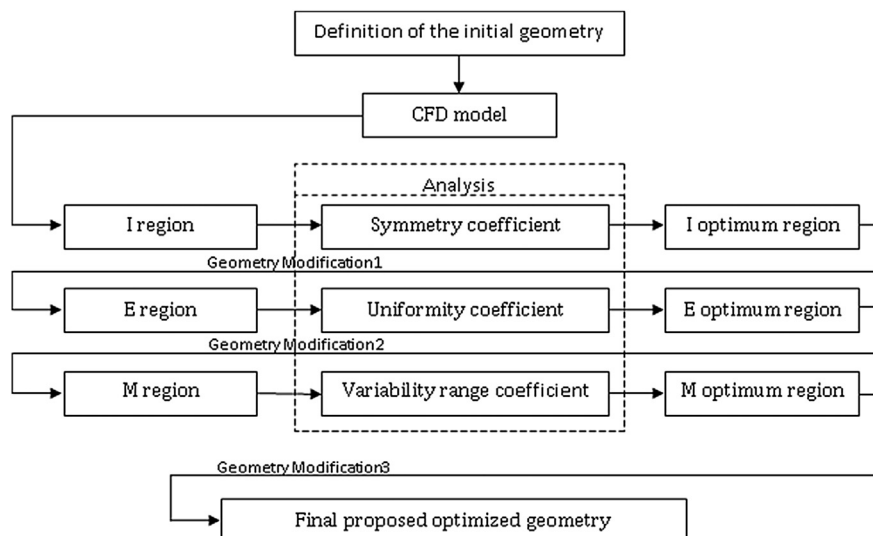 Definition of the initial geometry
CFD model
Analysis
I region
Symmetry coefficient
I optimum region
Geometry Modification1
E region
Uniformity coefficient
E optimum region
Geometry Modification2
M region
Variability range coefficient
M optimum region
Geometry Modification3
Final proposed optimized geometry